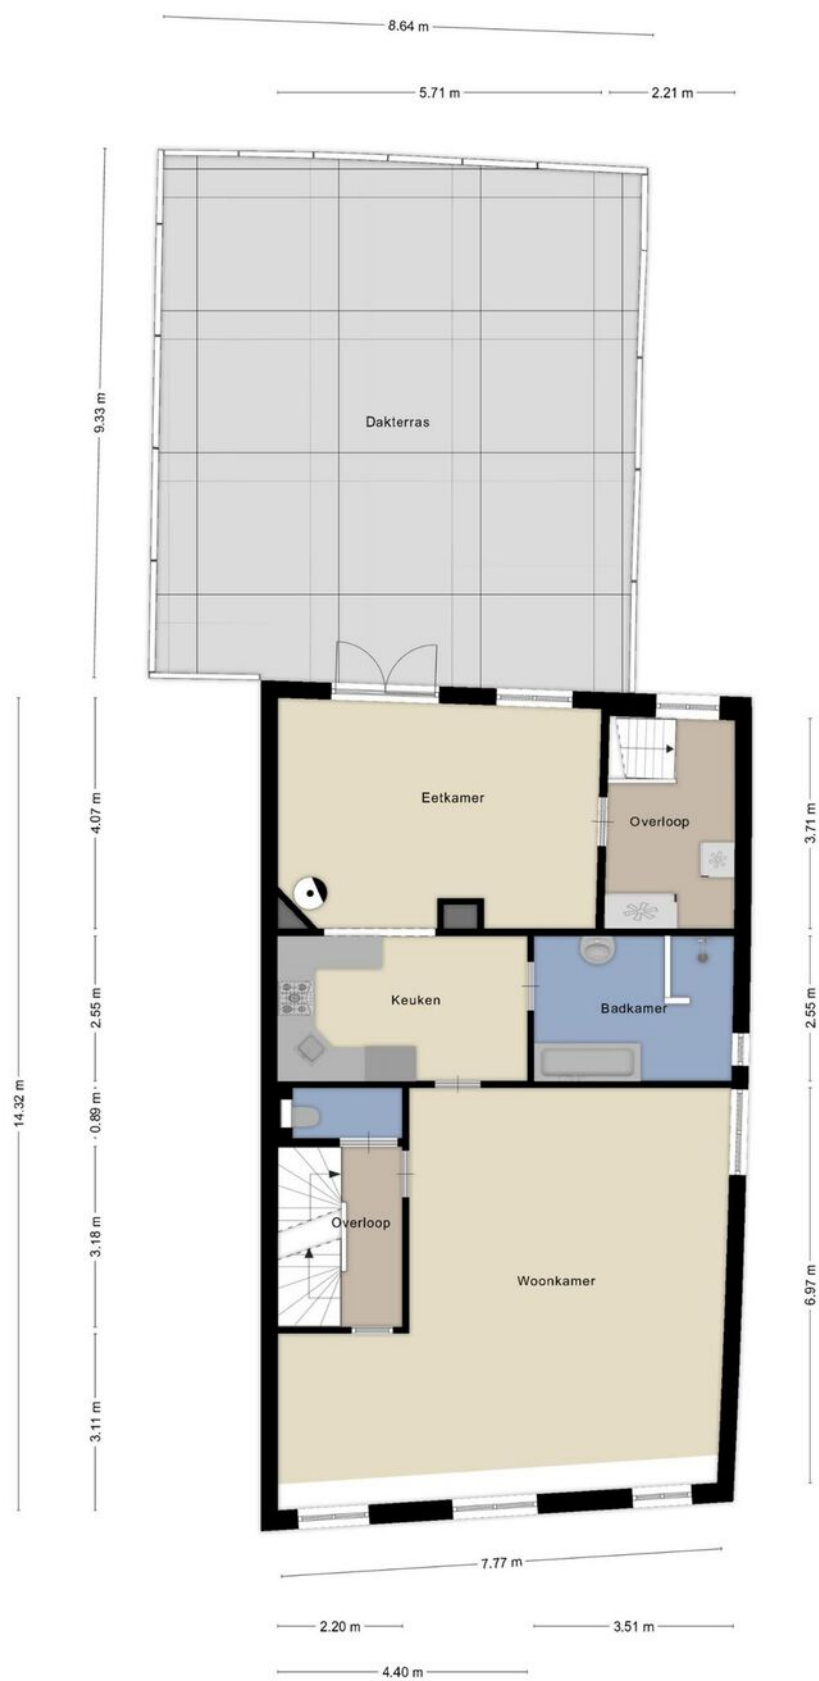 8.64 m
5.71 m
2.21 m
9.33 m
Dakterras
4.07 m
Eetkamer
Overloop
3.71 m
14.32 m
2.55 m
Keuken
Badkamer
2.55 m
0.89 m
3.18 m
Overloop
Woonkamer
6.97 m
3.11 m
7.77 m
2.20 m
3.51 m
4.40 m